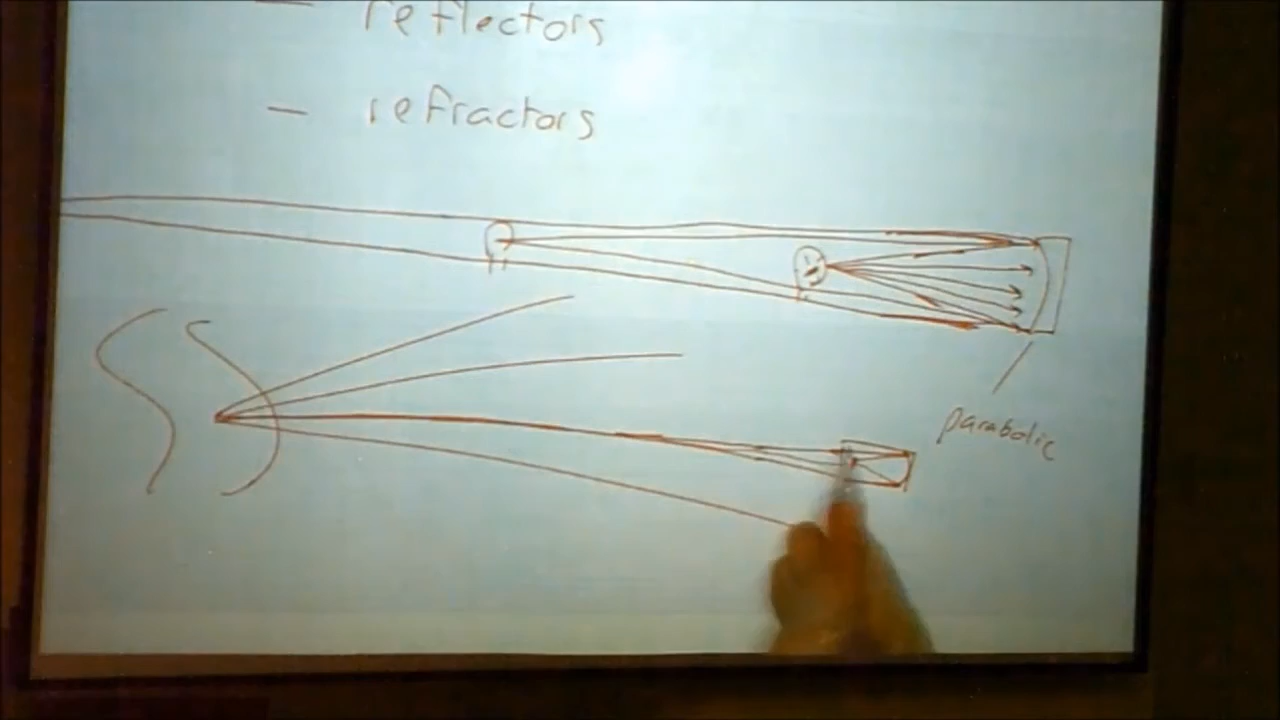 – reflectors
– refractors
parabolic